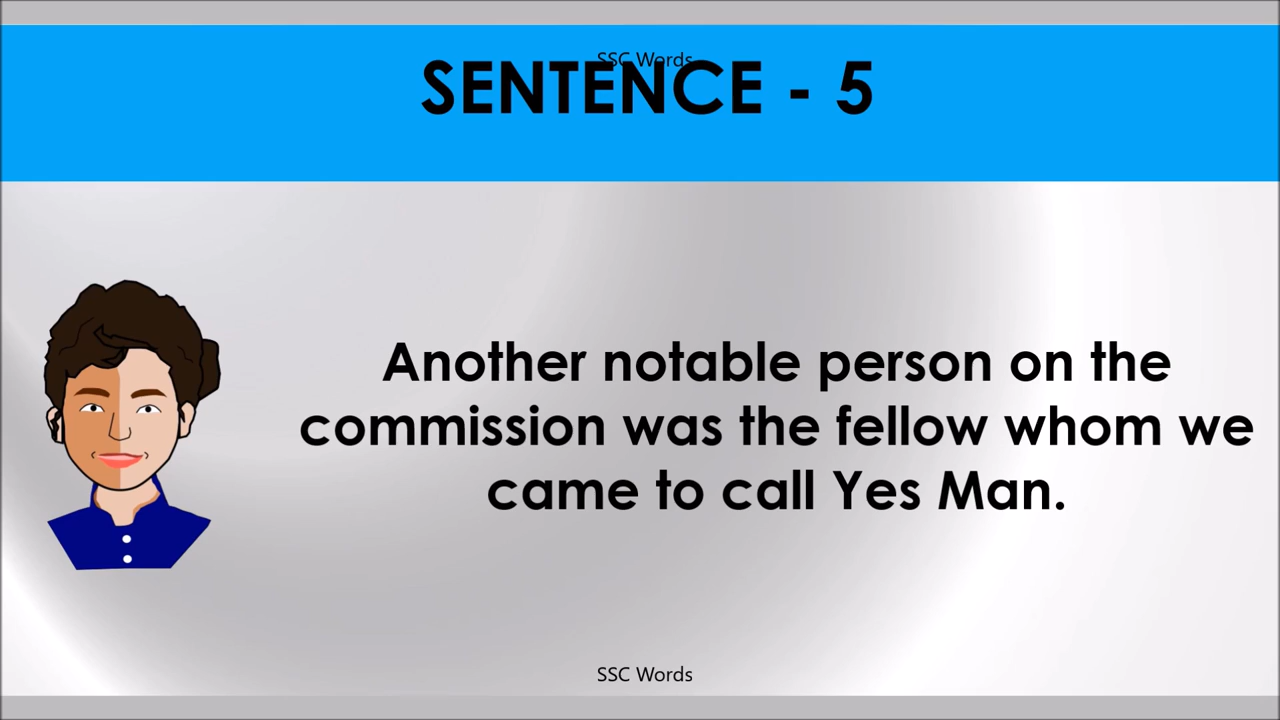 SSC Words
SENTENCE - 5
Another notable person on the
commission was the fellow whom we
came to call Yes Man.
SSC Words